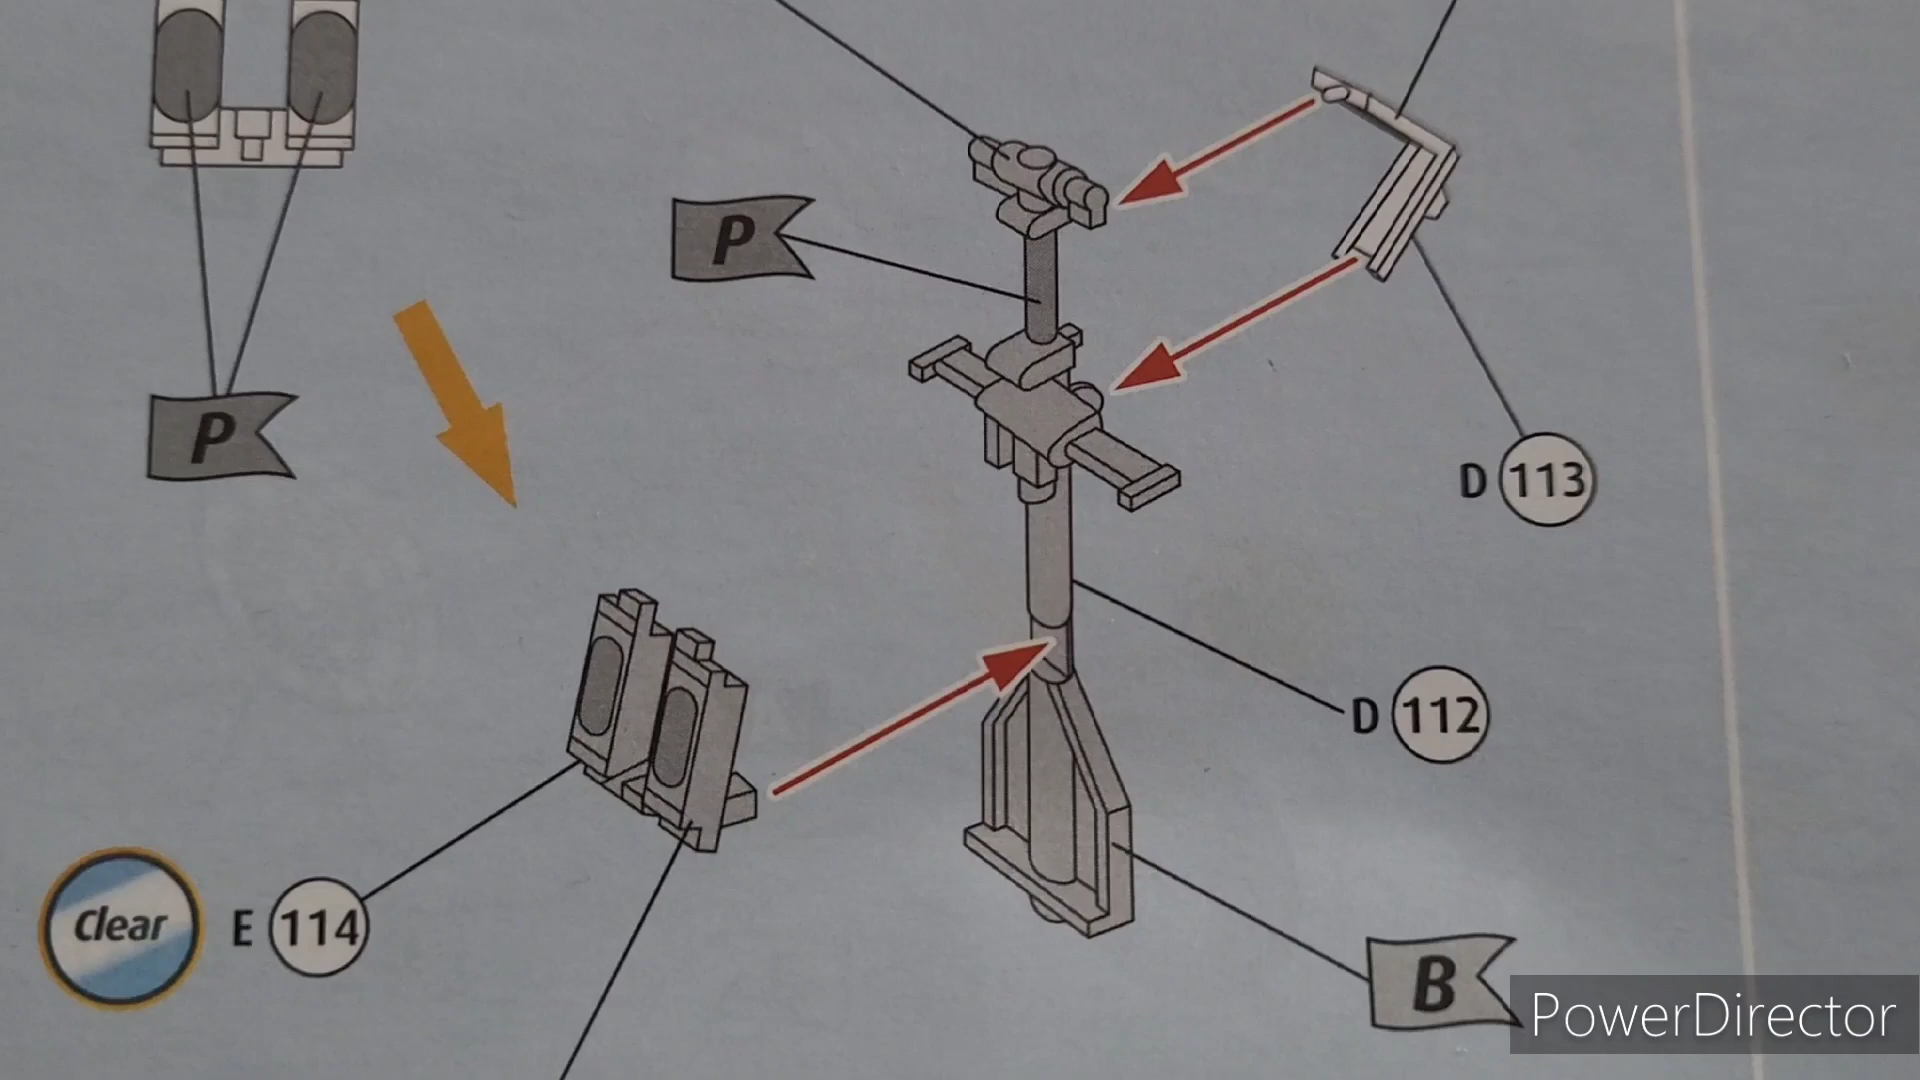 P
P
D 113
D 112
Clear E 114
B
PowerDirector